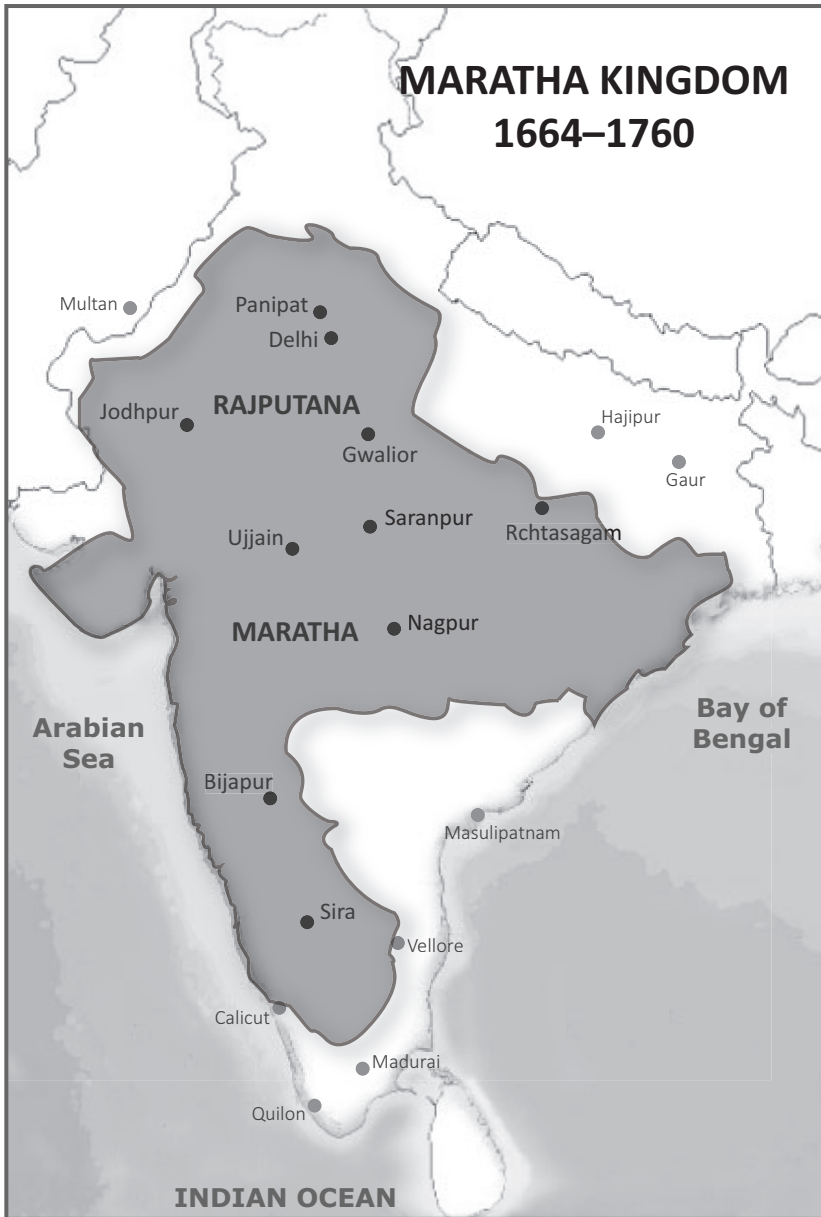 MARATHA KINGDOM
1664–1760
Multan
Panipat
Delhi
Jodhpur
RAJPUTANA
Gwalior
Hajipur
Gaur
Saranpur
Rchtasagam
Ujjain
MARATHA
Nagpur
Arabian
Sea
Bay of
Bengal
Bijapur
Masulipatnam
Sira
Vellore
Calicut
Madurai
Quilon
INDIAN OCEAN